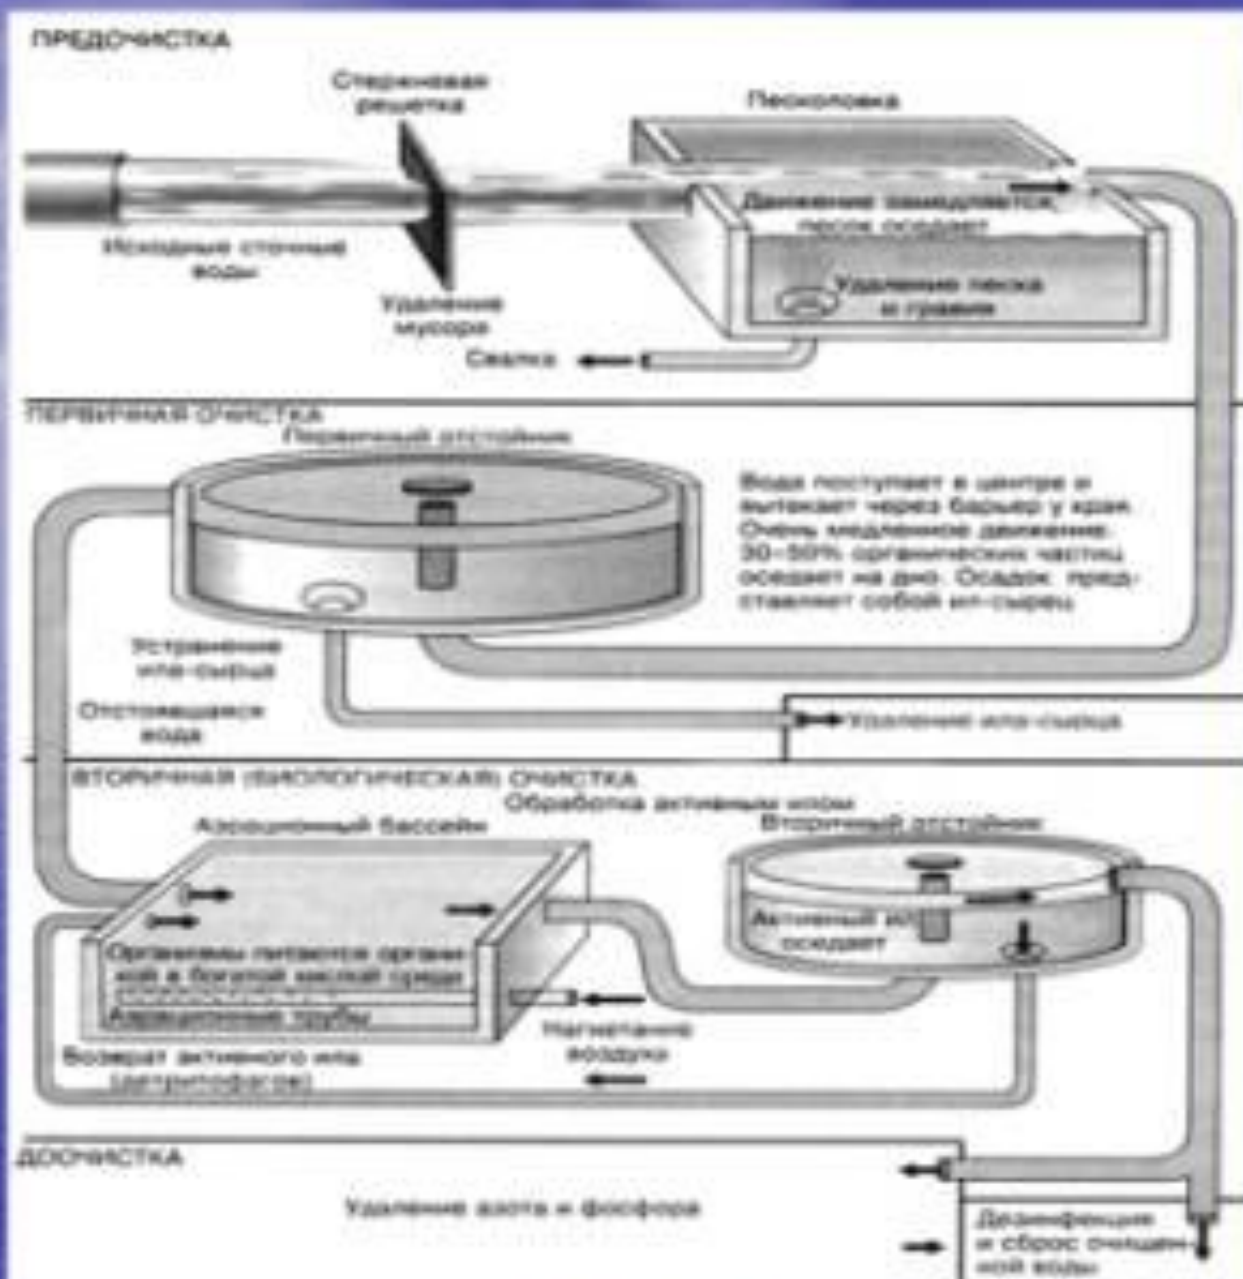 ПРЕДОЧИСТКА
Стержневая
решетка
Песколовка
Движение замедляется,
песок оседает
Исходные сточные
воды
Удаление песка
и гравия
Удаление
мусора
Свалка
ПЕРВИЧНАЯ ОЧИСТКА
Первичный отстойник
Вода поступает в центре и
вытекает через барьер у края.
Очень медленное движение.
30-50% органических частиц
оседает на дно. Осадок пред-
ставляет собой ил-сырец
Устранение
ила-сырца
Отстоявшаяся
вода
Удаление ила-сырца
ВТОРИЧНАЯ (БИОЛОГИЧЕСКАЯ) ОЧИСТКА
Обработка активным илом
Аэрационный бассейн
Вторичный отстойник
Активный ил
оседает
Организмы питаются органи-
кой в богатой кислой среде
Аэрационные трубы
Нагнетание
воздуха
Возврат активного ила
(детритофагов)
ДООЧИСТКА
Удаление азота и фосфора
Дезинфекция
и сброс очищен-
ной воды